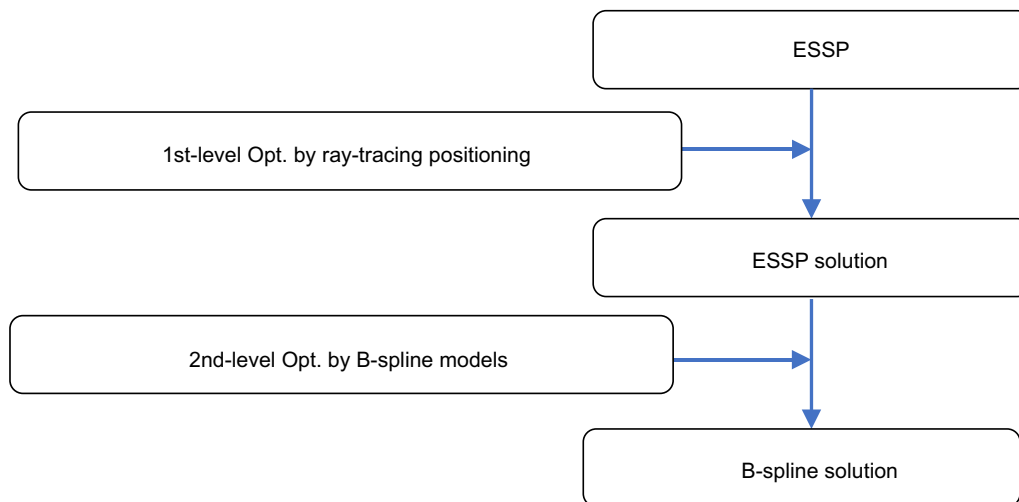 ESSP
1st-level Opt. by ray-tracing positioning
ESSP solution
2nd-level Opt. by B-spline models
B-spline solution